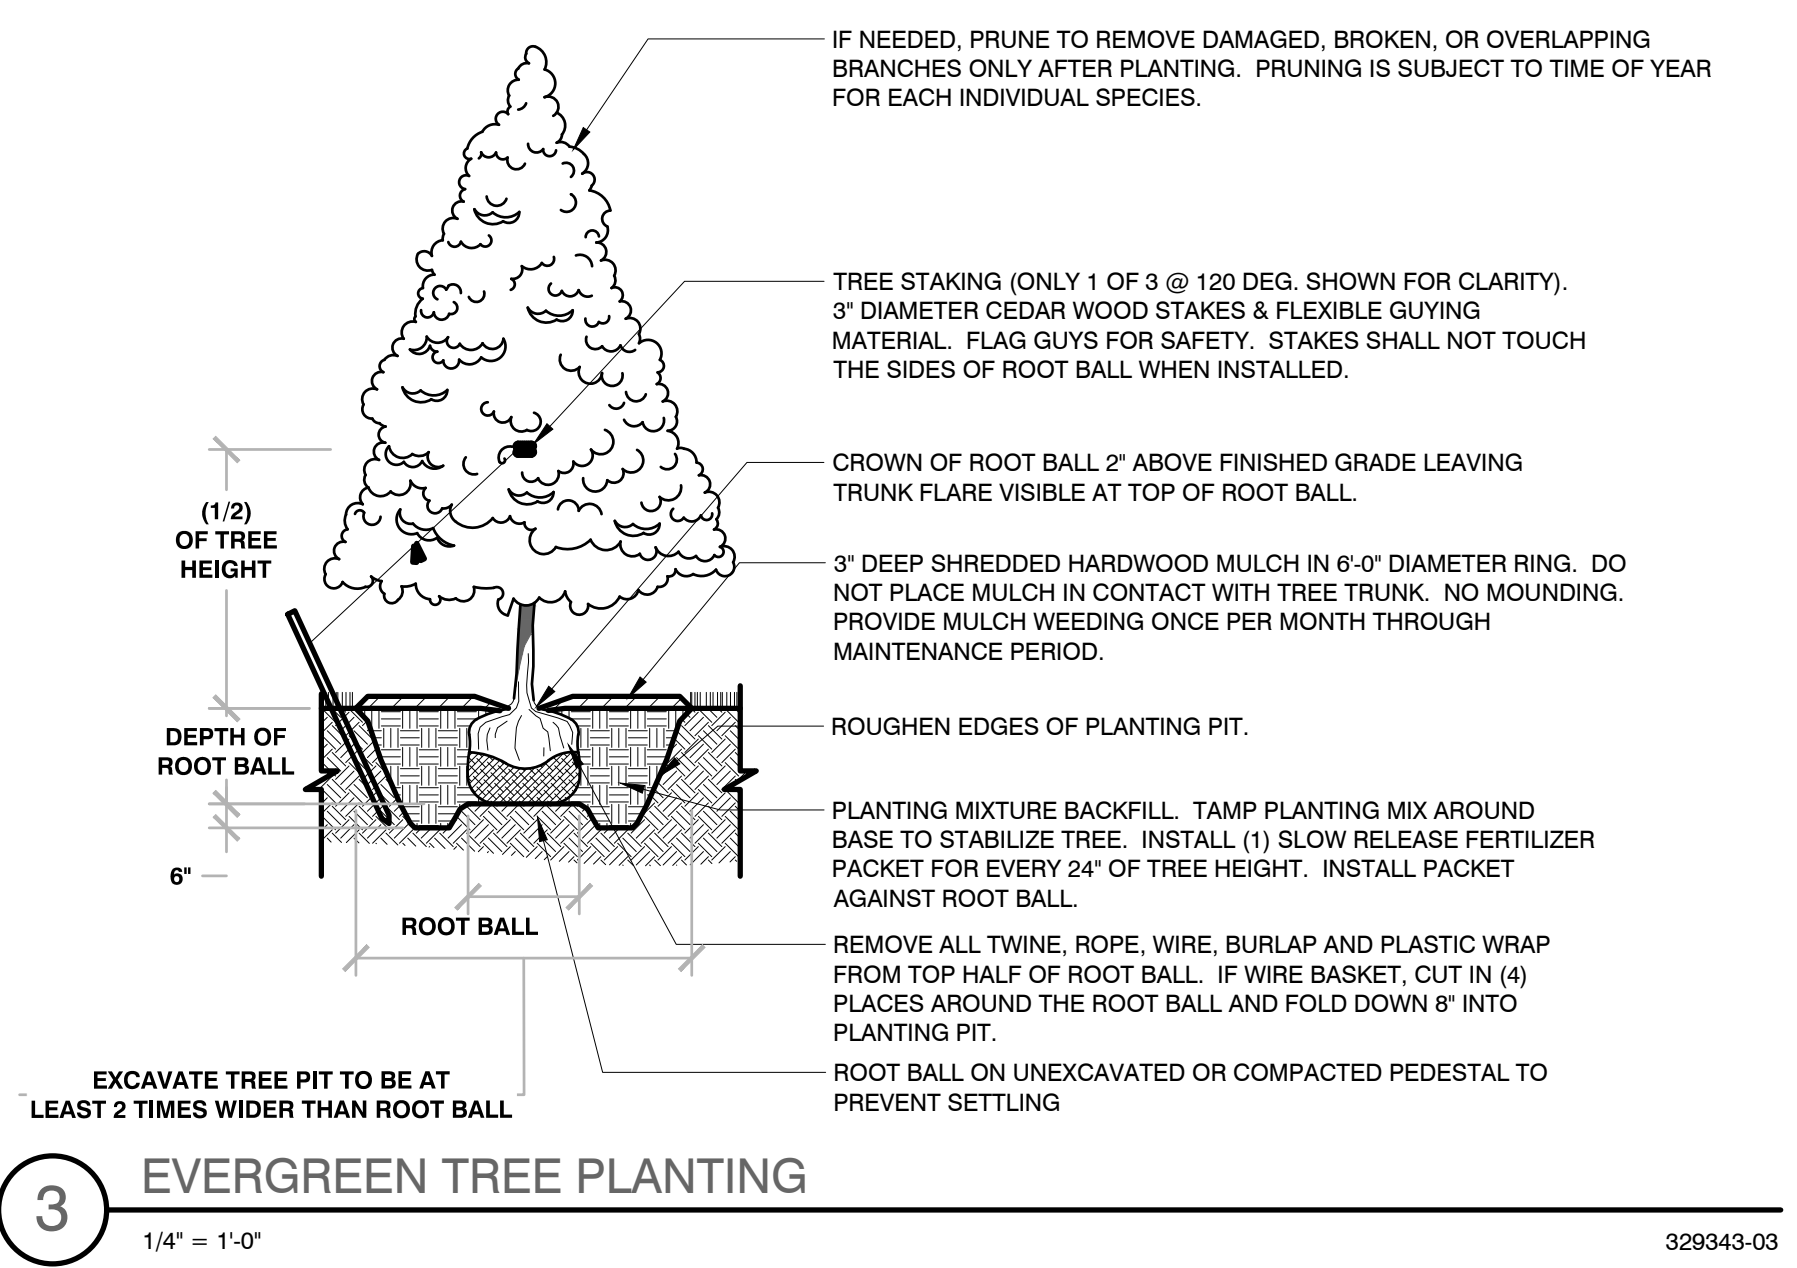 IF NEEDED, PRUNE TO REMOVE DAMAGED, BROKEN, OR OVERLAPPING
BRANCHES ONLY AFTER PLANTING. PRUNING IS SUBJECT TO TIME OF YEAR
FOR EACH INDIVIDUAL SPECIES.
TREE STAKING (ONLY 1 OF 3 @ 120 DEG. SHOWN FOR CLARITY).
3" DIAMETER CEDAR WOOD STAKES & FLEXIBLE GUYING
MATERIAL. FLAG GUYS FOR SAFETY. STAKES SHALL NOT TOUCH
THE SIDES OF ROOT BALL WHEN INSTALLED.
CROWN OF ROOT BALL 2" ABOVE FINISHED GRADE LEAVING
TRUNK FLARE VISIBLE AT TOP OF ROOT BALL.
(1/2)
OF TREE
HEIGHT
3" DEEP SHREDDED HARDWOOD MULCH IN 6'-0" DIAMETER RING. DO
NOT PLACE MULCH IN CONTACT WITH TREE TRUNK. NO MOUNDING.
PROVIDE MULCH WEEDING ONCE PER MONTH THROUGH
MAINTENANCE PERIOD.
DEPTH OF
ROOT BALL
ROUGHEN EDGES OF PLANTING PIT.
PLANTING MIXTURE BACKFILL. TAMP PLANTING MIX AROUND
BASE TO STABILIZE TREE. INSTALL (1) SLOW RELEASE FERTILIZER
PACKET FOR EVERY 24" OF TREE HEIGHT. INSTALL PACKET
AGAINST ROOT BALL.
6"
ROOT BALL
REMOVE ALL TWINE, ROPE, WIRE, BURLAP AND PLASTIC WRAP
FROM TOP HALF OF ROOT BALL. IF WIRE BASKET, CUT IN (4)
PLACES AROUND THE ROOT BALL AND FOLD DOWN 8" INTO
PLANTING PIT.
ROOT BALL ON UNEXCAVATED OR COMPACTED PEDESTAL TO
PREVENT SETTLING
EXCAVATE TREE PIT TO BE AT
LEAST 2 TIMES WIDER THAN ROOT BALL
3
EVERGREEN TREE PLANTING
1/4" = 1'-0"
329343-03